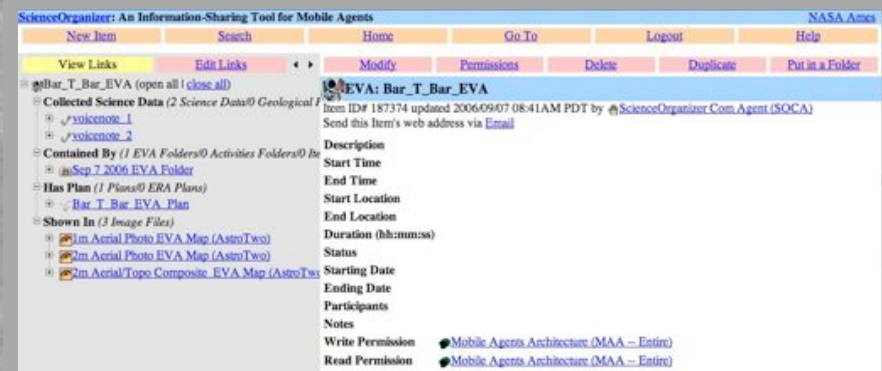 ScienceOrganizer: An Information-Sharing Tool for Mobile Agents NASA Ames
New Item Search Home Go To Logout Help
View Links Edit Links Modify Permissions Delete Duplicate Put in a Folder
Bar_T_Bar_EVA (open all | close all)
Collected Science Data (2 Science Data/0 Geological
voicenote_1
voicenote_2
Contained By (1 EVA Folders/0 Activities Folders/0
Sep 7 2006 EVA Folder
Has Plan (1 Plans/0 ERA Plans)
Bar_T_Bar_EVA_Plan
Shown In (3 Image Files)
1m Aerial Photo EVA Map (AstroTwo)
2m Aerial Photo EVA Map (AstroTwo)
2m Aerial/Topo Composite EVA Map (AstroTwo
EVA: Bar_T_Bar_EVA
Item ID# 187374 updated 2006/09/07 08:41AM PDT by ScienceOrganizer Com Agent (SOCA)
Send this Item's web address via Email
Description
Start Time
End Time
Start Location
End Location
Duration (hh:mm:ss)
Status
Starting Date
Ending Date
Participants
Notes
Write Permission Mobile Agents Architecture (MAA -- Entire)
Read Permission Mobile Agents Architecture (MAA -- Entire)